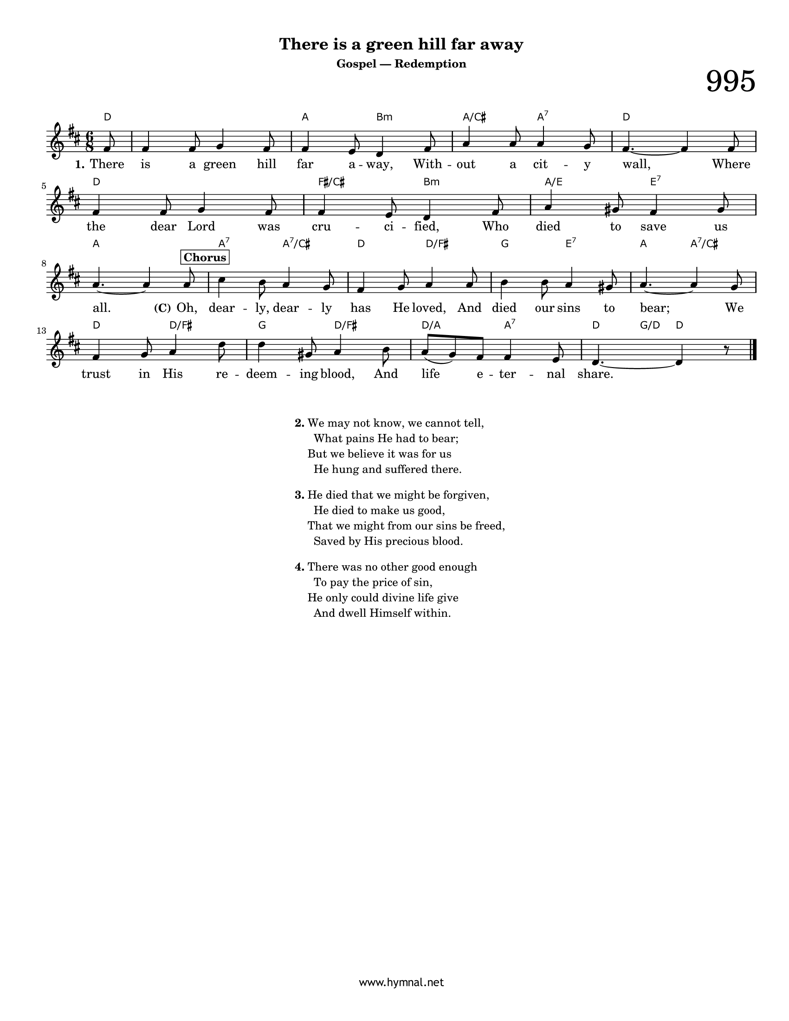 There is a green hill far away
Gospel — Redemption
995
D A Bm A/C♯ A7 D
1. There is a green hill far a - way, With - out a cit - y wall, Where
5
D F♯/C♯ Bm A/E E7
the dear Lord was cru - ci - fied, Who died to save us
8
A A7 A7/C♯ D D/F♯ G E7 A A7/C♯
Chorus
all. (C) Oh, dear - ly, dear - ly has He loved, And died our sins to bear; We
13
D D/F♯ G D/F♯ D/A A7 D G/D D
trust in His re - deem - ing blood, And life e - ter - nal share.
2. We may not know, we cannot tell,
What pains He had to bear;
But we believe it was for us
He hung and suffered there.
3. He died that we might be forgiven,
He died to make us good,
That we might from our sins be freed,
Saved by His precious blood.
4. There was no other good enough
To pay the price of sin,
He only could divine life give
And dwell Himself within.
www.hymnal.net